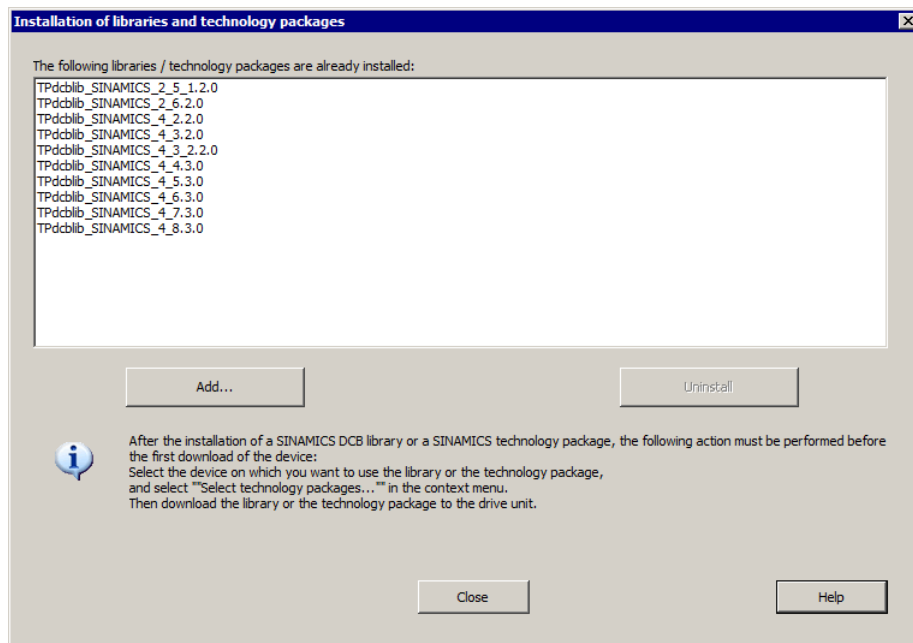 Installation of libraries and technology packages
The following libraries / technology packages are already installed:
TPdcblib_SINAMICS_2_5_1.2.0
TPdcblib_SINAMICS_2_6.2.0
TPdcblib_SINAMICS_4_2.2.0
TPdcblib_SINAMICS_4_3.2.0
TPdcblib_SINAMICS_4_3_2.2.0
TPdcblib_SINAMICS_4_4.3.0
TPdcblib_SINAMICS_4_5.3.0
TPdcblib_SINAMICS_4_6.3.0
TPdcblib_SINAMICS_4_7.3.0
TPdcblib_SINAMICS_4_8.3.0
Add... Uninstall
After the installation of a SINAMICS DCB library or a SINAMICS technology package, the following action must be performed before
the first download of the device:
Select the device on which you want to use the library or the technology package,
and select ""Select technology packages..."" in the context menu.
Then download the library or the technology package to the drive unit.
Close Help